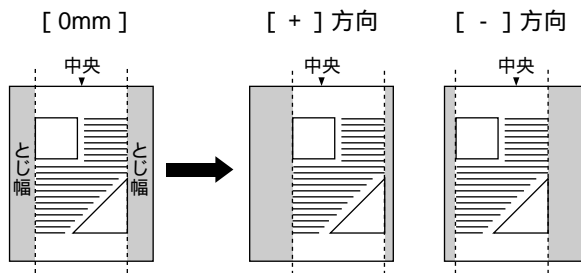 [ 0mm ]
[ + ] 方向
[ - ] 方向
中央
中央
中央
とじ幅
とじ幅